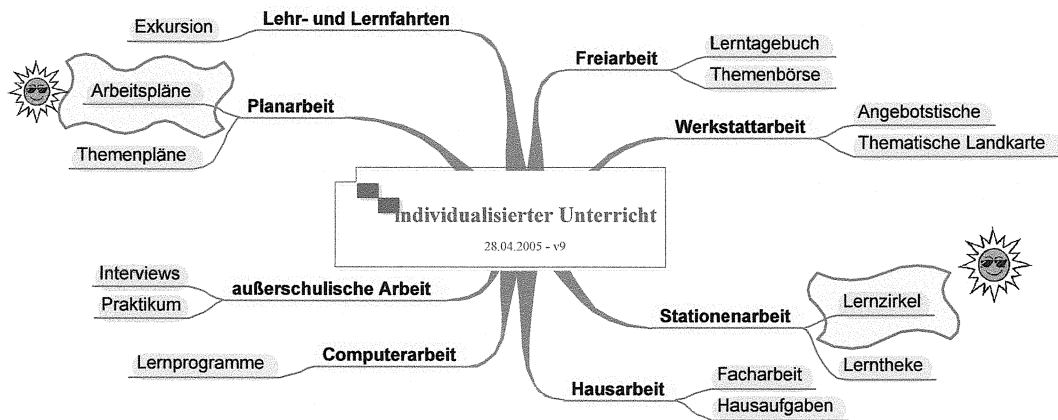 Exkursion
Lehr- und Lernfahrten
Arbeitspläne
Planarbeit
Themenpläne
Freiarbeit
Lerntagebuch
Themenbörse
Werkstattarbeit
Angebotstische
Thematische Landkarte
Individualisierter Unterricht
28.04.2005 - v9
Interviews
Praktikum
außerschulische Arbeit
Lernprogramme
Computerarbeit
Stationenarbeit
Lernzirkel
Lerntheke
Hausarbeit
Facharbeit
Hausaufgaben